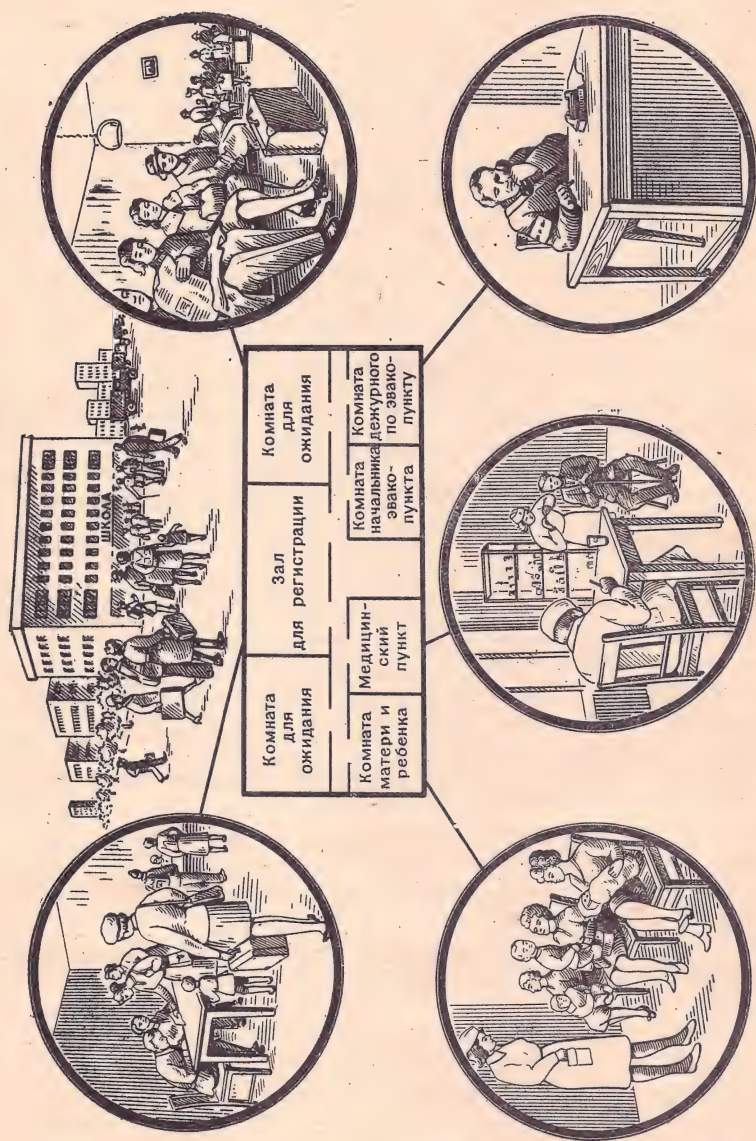 ШКОЛА
Комната
для
ожидания
Зал
для регистрации
Комната
для
ожидания
Комната
матери и
ребенка
Медицин-
ский
пункт
Комната
начальника
эвако-
пункта
Комната
дежурного
по эвако-
пункту